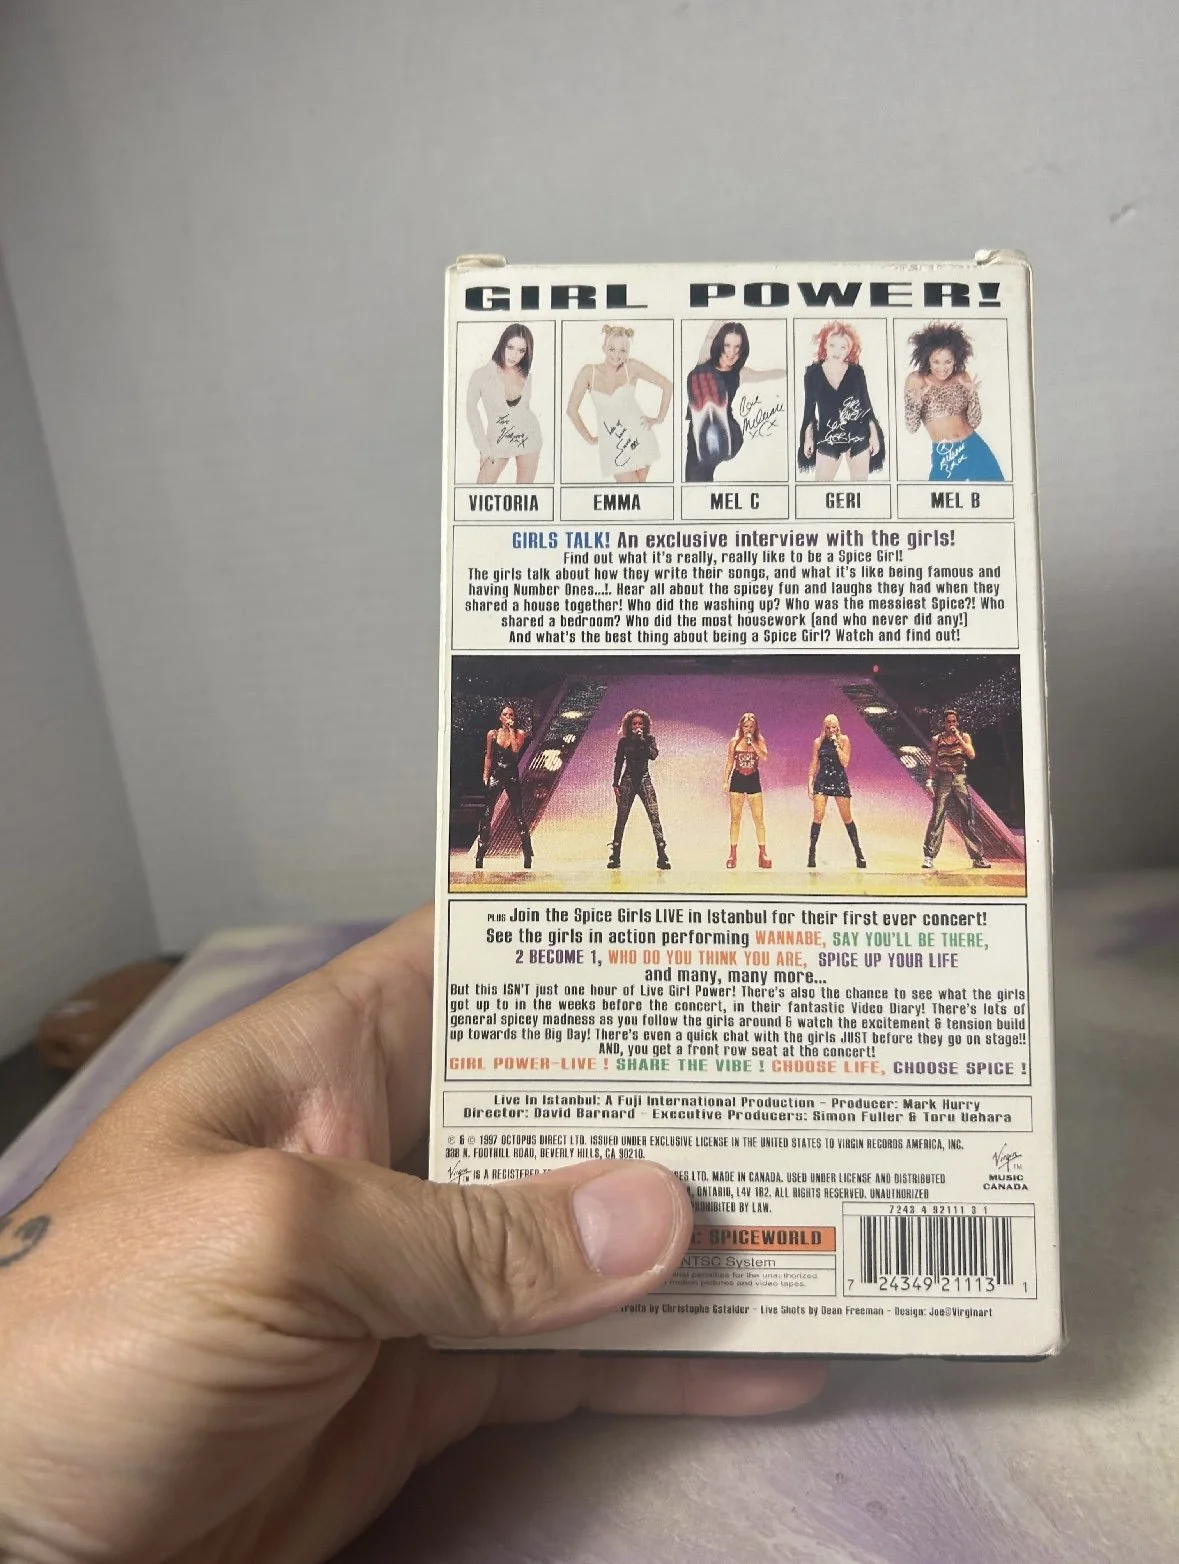 GIRL POWER!
VICTORIA
EMMA
MEL C
GERI
MEL B
GIRLS TALK! An exclusive interview with the girls!
Find out what it's really, really like to be a Spice Girl!
The girls talk about how they write their songs, and what it's like being famous and
having Number Ones...!. Hear all about the spicey fun and laughs they had when they
shared a house together! Who did the washing up? Who was the messiest Spice?! Who
shared a bedroom? Who did the most housework [and who never did any!]
And what's the best thing about being a Spice Girl? Watch and find out!
PLUS Join the Spice Girls LIVE in Istanbul for their first ever concert!
See the girls in action performing WANNABE, SAY YOU'LL BE THERE,
2 BECOME 1, WHO DO YOU THINK YOU ARE, SPICE UP YOUR LIFE
and many, many more...
But this ISN'T just one hour of Live Girl Power! There's also the chance to see what the girls
got up to in the weeks before the concert, in their fantastic Video Diary! There's lots of
general spicey madness as you follow the girls around & watch the excitement & tension build
up towards the Big Day! There's even a quick chat with the girls JUST before they go on stage!!
AND, you get a front row seat at the concert!
GIRL POWER-LIVE ! SHARE THE VIBE ! CHOOSE LIFE, CHOOSE SPICE !
Live In Istanbul: A Fuji International Production - Producer: Mark Hurry
Director: David Barnard - Executive Producers: Simon Fuller & Toru Uehara
℗ & © 1997 OCTOPUS DIRECT LTD. ISSUED UNDER EXCLUSIVE LICENSE IN THE UNITED STATES TO VIRGIN RECORDS AMERICA, INC.
338 N. FOOTHILL ROAD, BEVERLY HILLS, CA 90210.
Virgin IS A REGISTERED
LTD. MADE IN CANADA. USED UNDER LICENSE AND DISTRIBUTED
ONTARIO, L4V 1B2. ALL RIGHTS RESERVED. UNAUTHORIZED
BY LAW.
Virgin TM
MUSIC
CANADA
7243 4 92111 3 1
SPICEWORLD
NTSC System
penalties for the unauthorized
motion pictures and video tapes.
7 24349 21113 1
by Christophe Gstalder - Live Shots by Dean Freeman - Design: Joe@Virginart